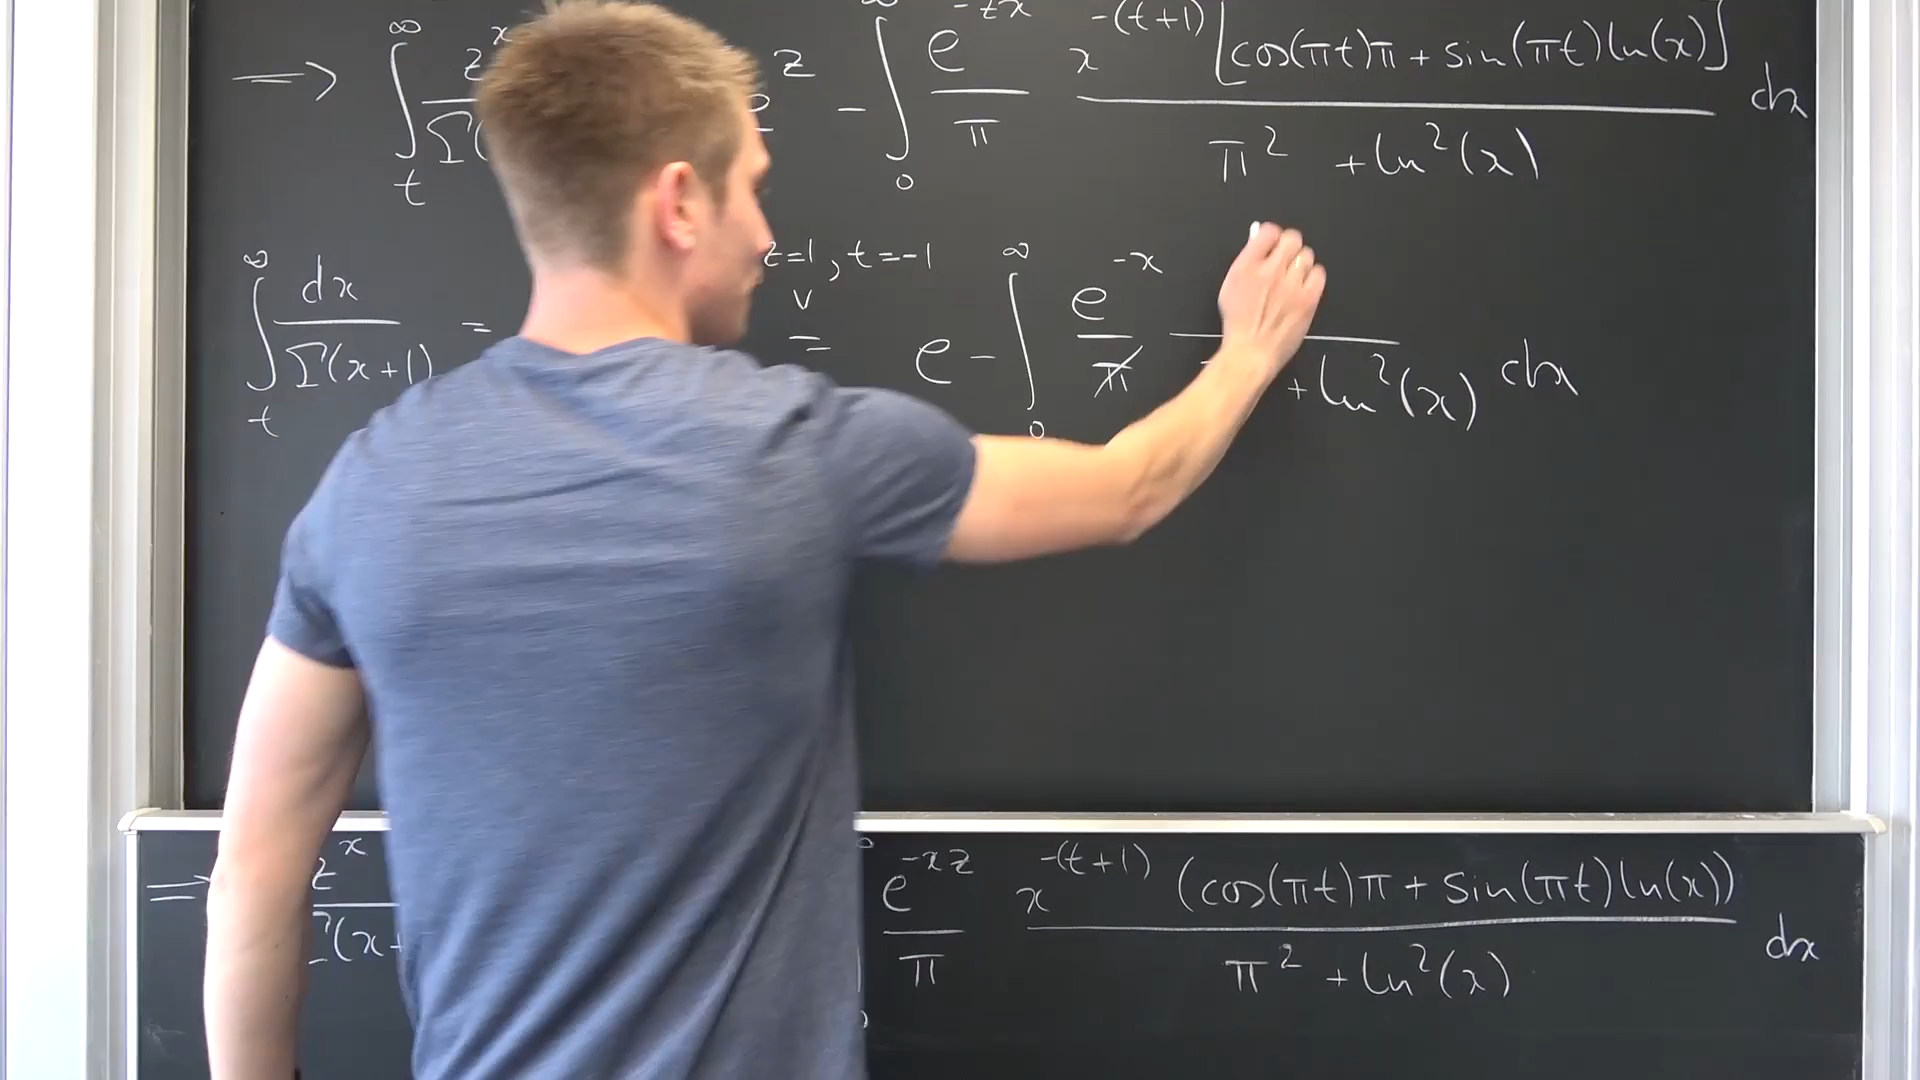 ⟹ ∫_t^∞ z^x / Γ( z − ∫_0^∞ e^{-zx}/π x^{-(t+1)} [cos(πt)π + sin(πt)ln(x)] / π² + ln²(x) dx
∫_t^∞ dx / Γ(x+1) = z=1, t=-1 = e − ∫_0^∞ e^{-x}/π + ln²(x) dx
⟹ z^x / Γ(x+ e^{-xz}/π x^{-(t+1)} (cos(πt)π + sin(πt)ln(x)) / π² + ln²(x) dx